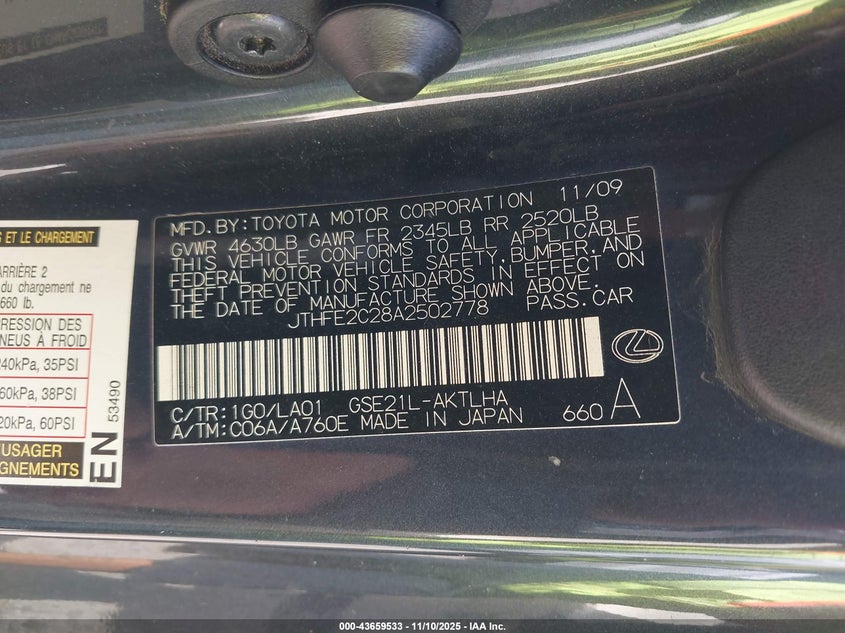 S ET LE CHARGEMENT
ARRIÈRE 2
du chargement ne
660 lb.
RESSION DES
NEUS À FROID
240kPa, 35PSI
60kPa, 38PSI
20kPa, 60PSI
USAGER
IGNEMENTS
EN
53490
MFD. BY: TOYOTA MOTOR CORPORATION 11/09
GVWR 4630LB GAWR FR 2345LB RR 2520LB
THIS VEHICLE CONFORMS TO ALL APPLICABLE
FEDERAL MOTOR VEHICLE SAFETY, BUMPER, AND
THEFT PREVENTION STANDARDS IN EFFECT ON
THE DATE OF MANUFACTURE SHOWN ABOVE.
JTHFE2C28A2502778 PASS. CAR
C/TR: 1G0/LA01 GSE21L-AKTLHA
A/TM: C06A/A760E MADE IN JAPAN 660 A
000-43659533 - 11/10/2025 - IAA Inc.